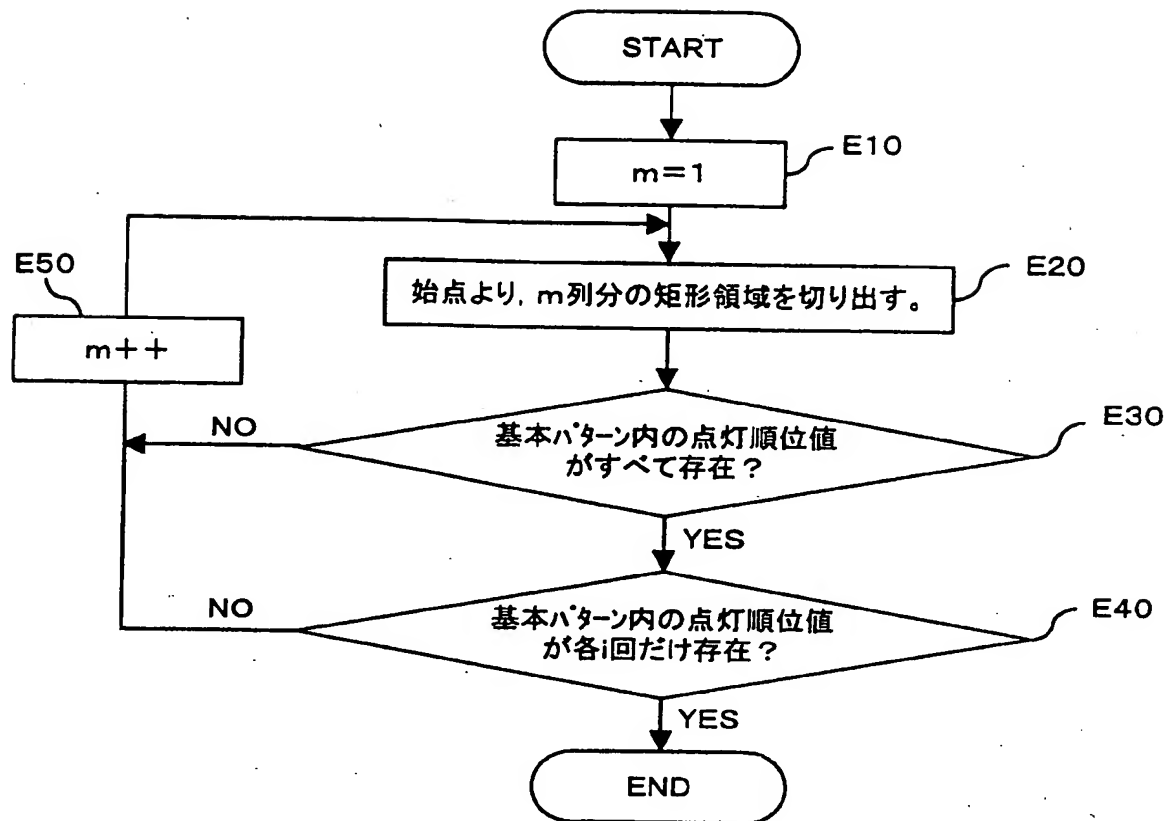 START
E10
m=1
E50
E20
始点より, m列分の矩形領域を切り出す。
m++
NO
E30
基本パターン内の点灯順位値
がすべて存在?
YES
NO
E40
基本パターン内の点灯順位値
が各i回だけ存在?
YES
END